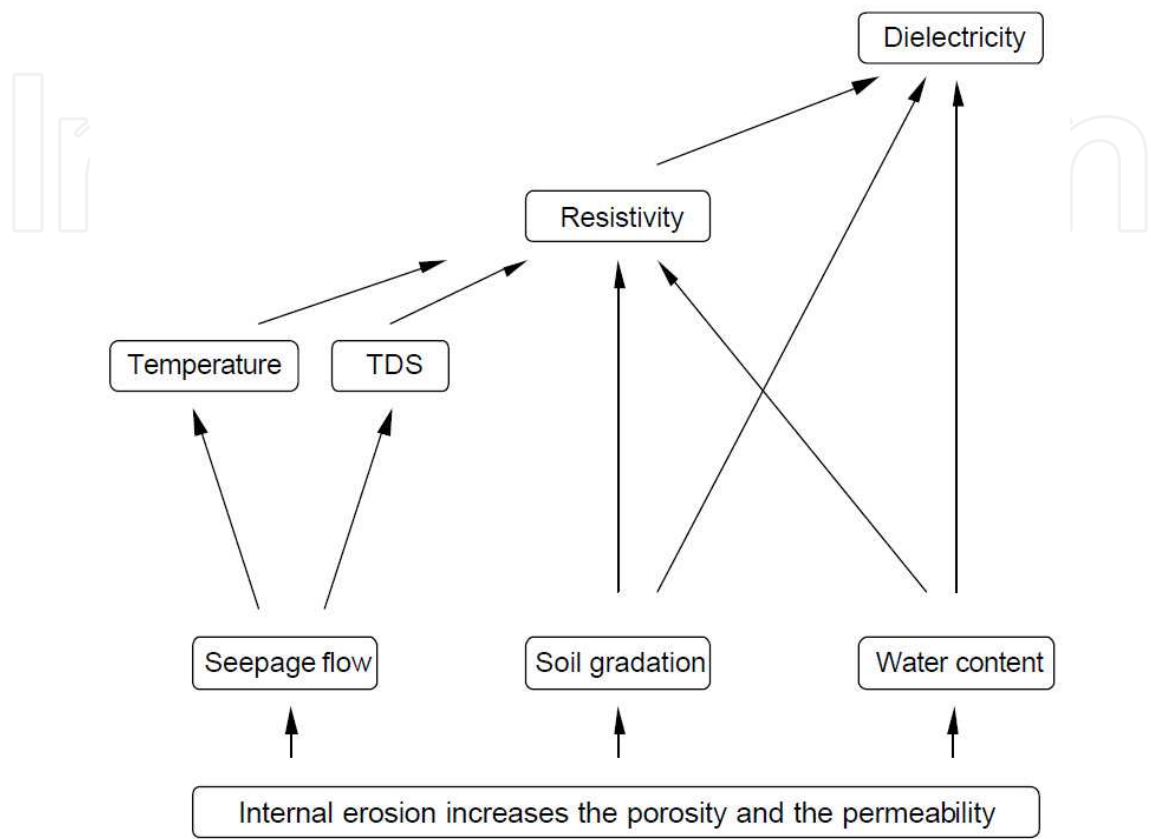 Dielectricity
Resistivity
Temperature
TDS
Seepage flow
Soil gradation
Water content
Internal erosion increases the porosity and the permeability